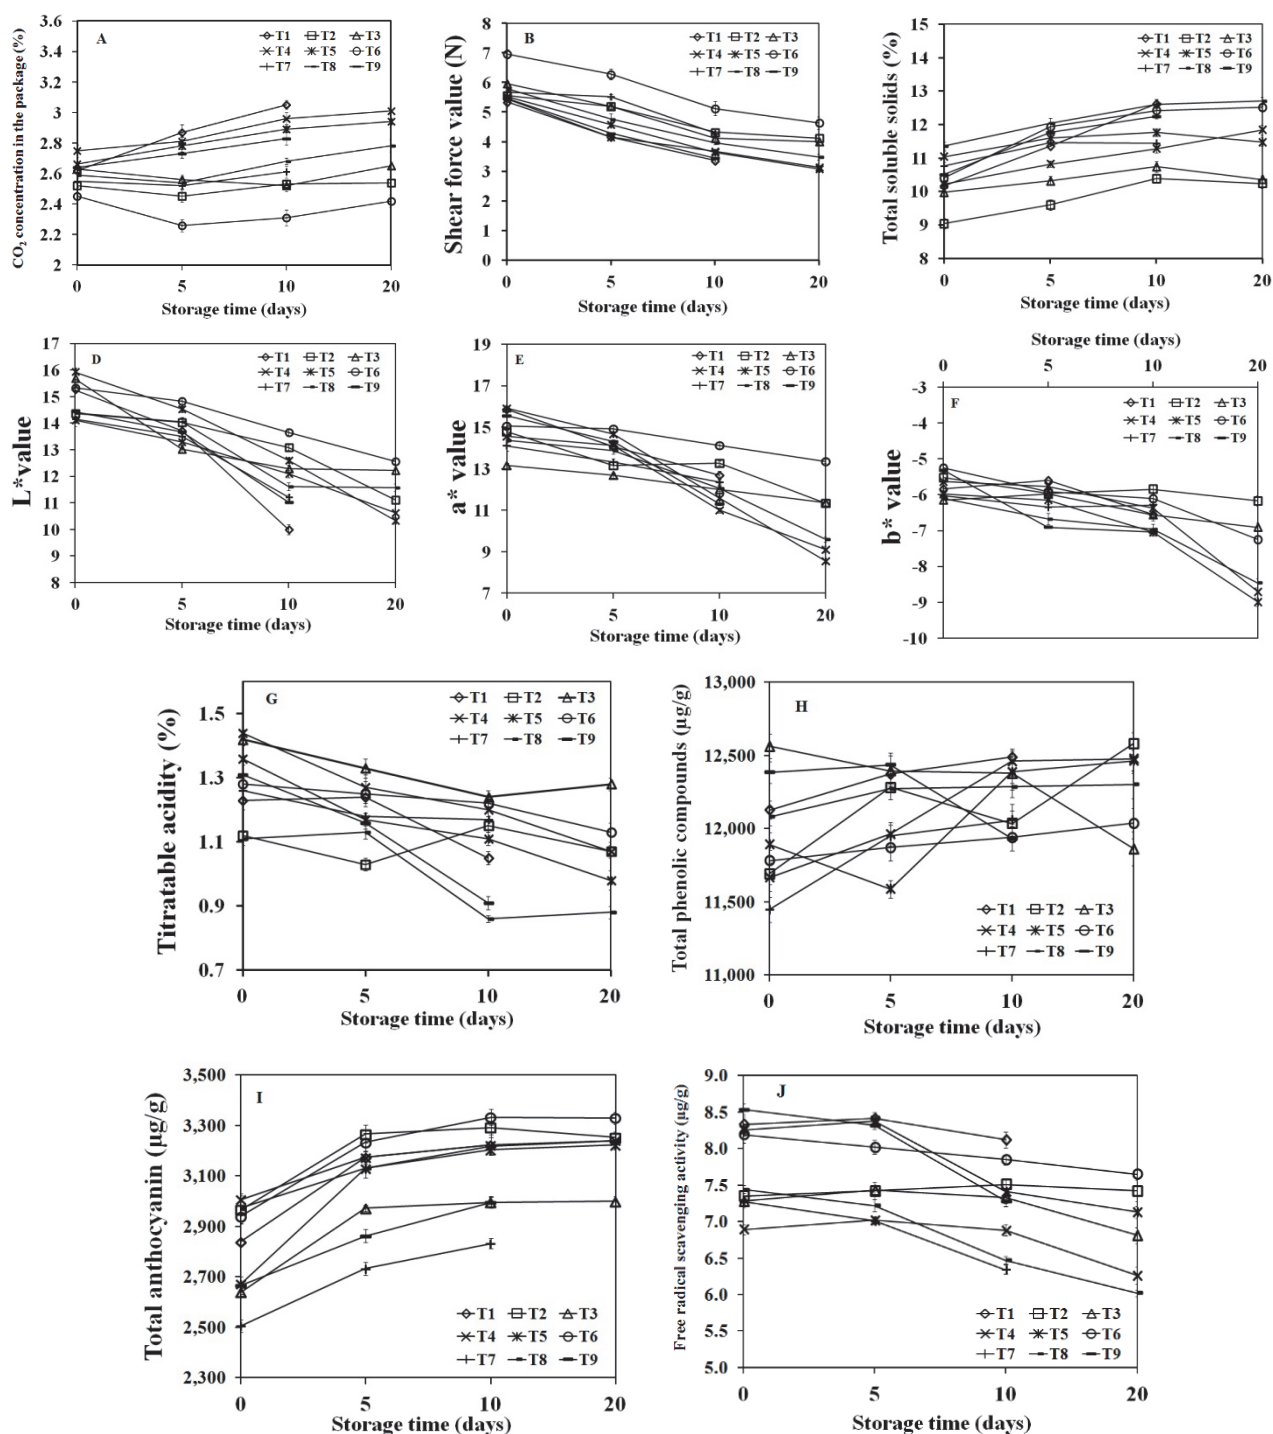 A
T1 T2 T3
T4 T5 T6
T7 T8 T9
CO2 concentration in the package (%)
3.6
3.4
3.2
3
2.8
2.6
2.4
2.2
2
0 5 10 20
Storage time (days)
B
T1 T2 T3
T4 T5 T6
T7 T8 T9
Shear force value (N)
8
7
6
5
4
3
2
1
0
0 5 10 20
Storage time (days)
T1 T2 T3
T4 T5 T6
T7 T8 T9
Total soluble solids (%)
15
14
13
12
11
10
9
8
0 5 10 20
Storage time (days)
D
T1 T2 T3
T4 T5 T6
T7 T8 T9
L*value
17
16
15
14
13
12
11
10
9
8
0 5 10 20
Storage time (days)
E
T1 T2 T3
T4 T5 T6
T7 T8 T9
a* value
19
17
15
13
11
9
7
0 5 10 20
Storage time (days)
Storage time (days)
0 5 10 20
F
T1 T2 T3
T4 T5 T6
T7 T8 T9
b* value
-3
-4
-5
-6
-7
-8
-9
-10
G
T1 T2 T3
T4 T5 T6
T7 T8 T9
Titratable acidity (%)
1.5
1.3
1.1
0.9
0.7
0 5 10 20
Storage time (days)
H
Total phenolic compounds (µg/g)
13,000
12,500
12,000
11,500
11,000
T1 T2 T3
T4 T5 T6
T7 T8 T9
0 5 10 20
Storage time (days)
I
Total anthocyanin (µg/g)
3,500
3,300
3,100
2,900
2,700
2,500
2,300
T1 T2 T3
T4 T5 T6
T7 T8 T9
0 5 10 20
Storage time (days)
J
Free radical scavenging activity (µg/g)
9.0
8.5
8.0
7.5
7.0
6.5
6.0
5.5
5.0
T1 T2 T3
T4 T5 T6
T7 T8 T9
0 5 10 20
Storage time (days)